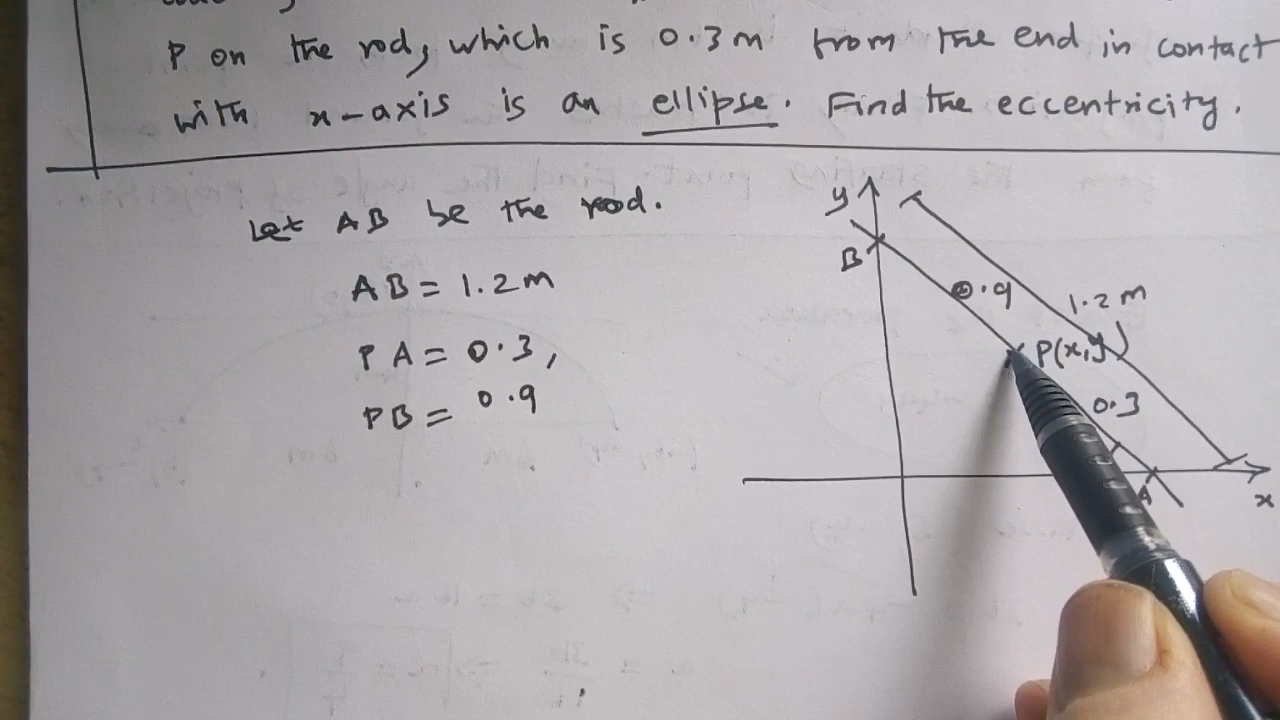 P on the rod, which is 0.3m from the end in contact
with x-axis is an ellipse. Find the eccentricity.
Let AB be the rod.
AB = 1.2m
PA = 0.3,
PB = 0.9
y
B
0.9
1.2m
P(x,y)
0.3
A
x